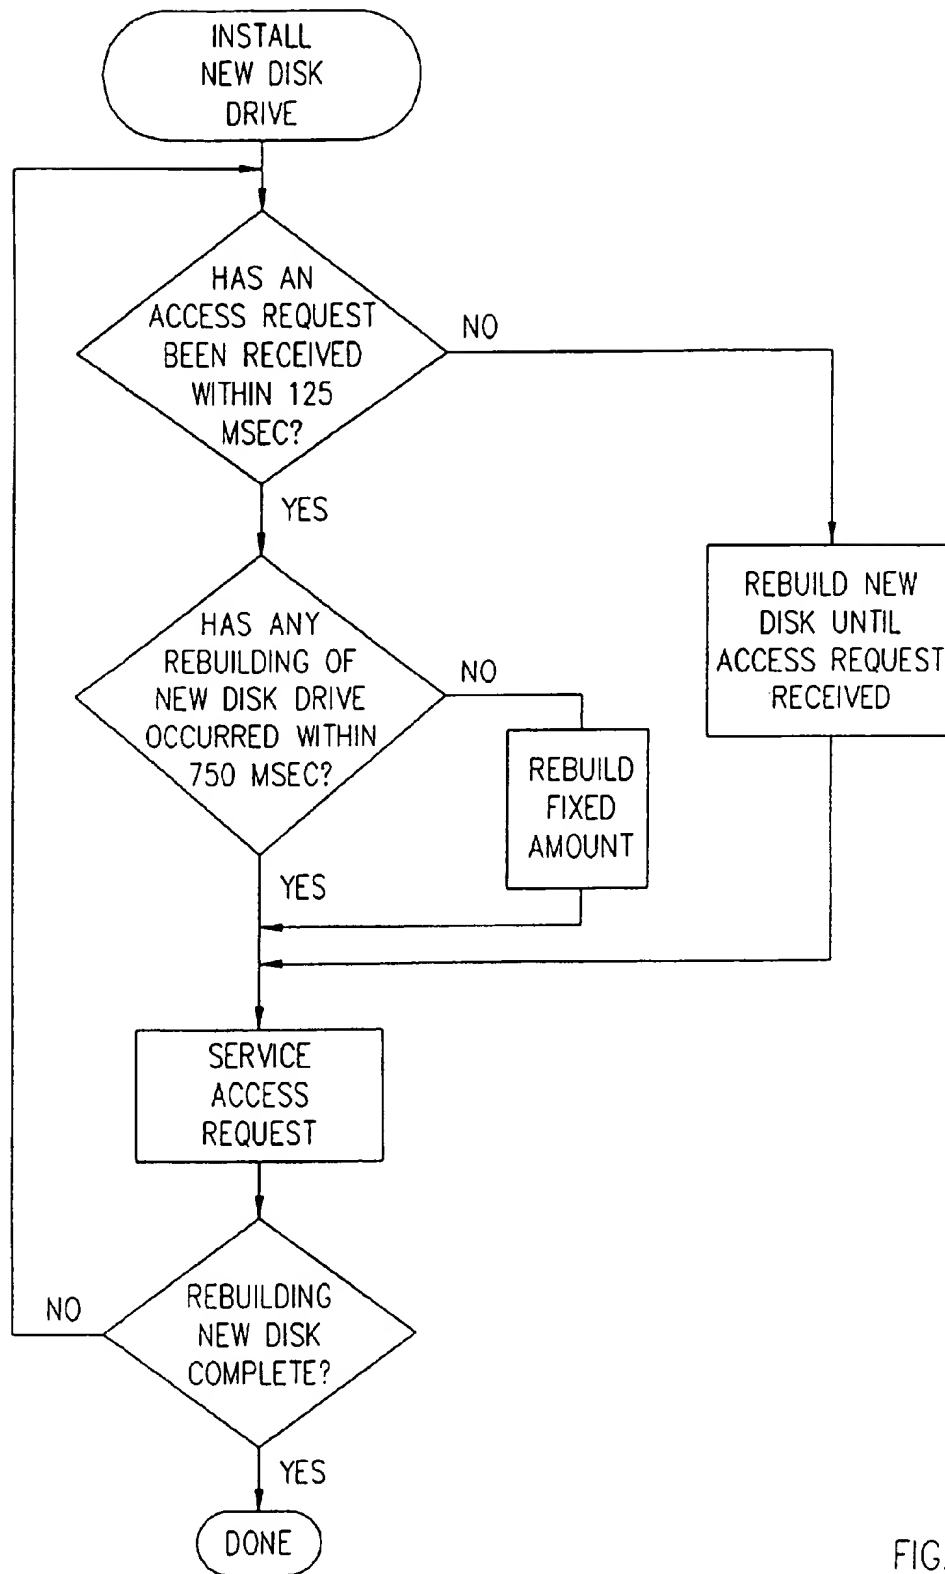 INSTALL
NEW DISK
DRIVE
HAS AN
ACCESS REQUEST
BEEN RECEIVED
WITHIN 125
MSEC?
NO
YES
REBUILD NEW
DISK UNTIL
ACCESS REQUEST
RECEIVED
HAS ANY
REBUILDING OF
NEW DISK DRIVE
OCCURRED WITHIN
750 MSEC?
NO
REBUILD
FIXED
AMOUNT
YES
SERVICE
ACCESS
REQUEST
REBUILDING
NEW DISK
COMPLETE?
NO
YES
DONE
FIG.